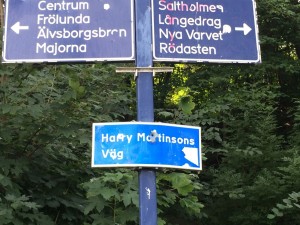 Centrum
Frölunda
Älvsborgsbron
Majorna
Saltholmen
Långedrag
Nya Varvet
Rödasten
Harry Martinsons
Väg